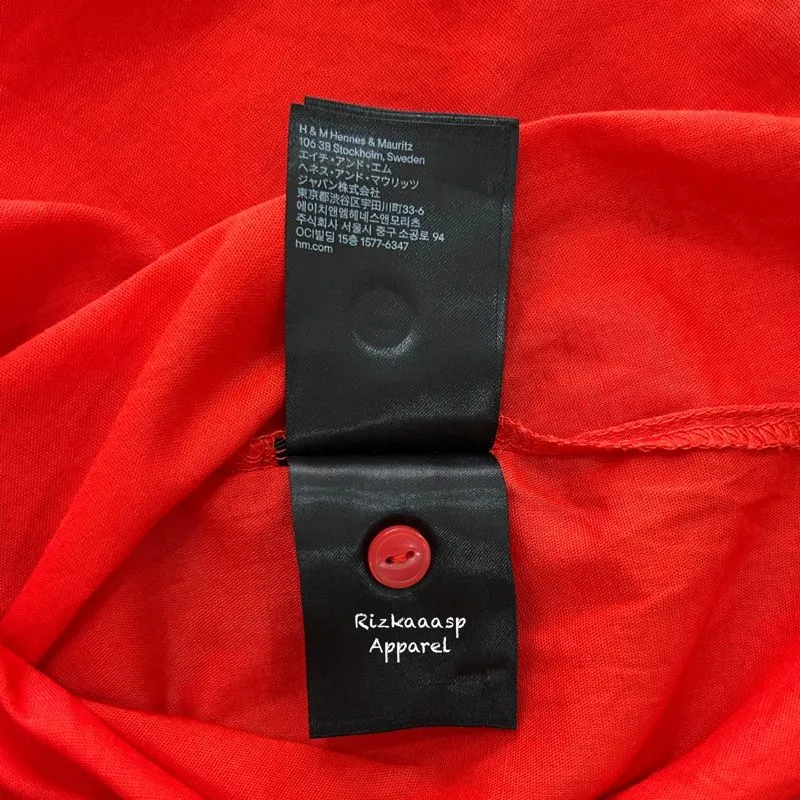 H & M Hennes & Mauritz
106 38 Stockholm, Sweden
エイチ・アンド・エム
ヘネス・アンド・マウリッツ
ジャパン株式会社
東京都渋谷区宇田川町33-6
에이치앤엠헤네스앤모리츠
주식회사 서울시 중구 소공로 94
OCI빌딩 15층 1577-6347
hm.com
Rizkaaasp
Apparel